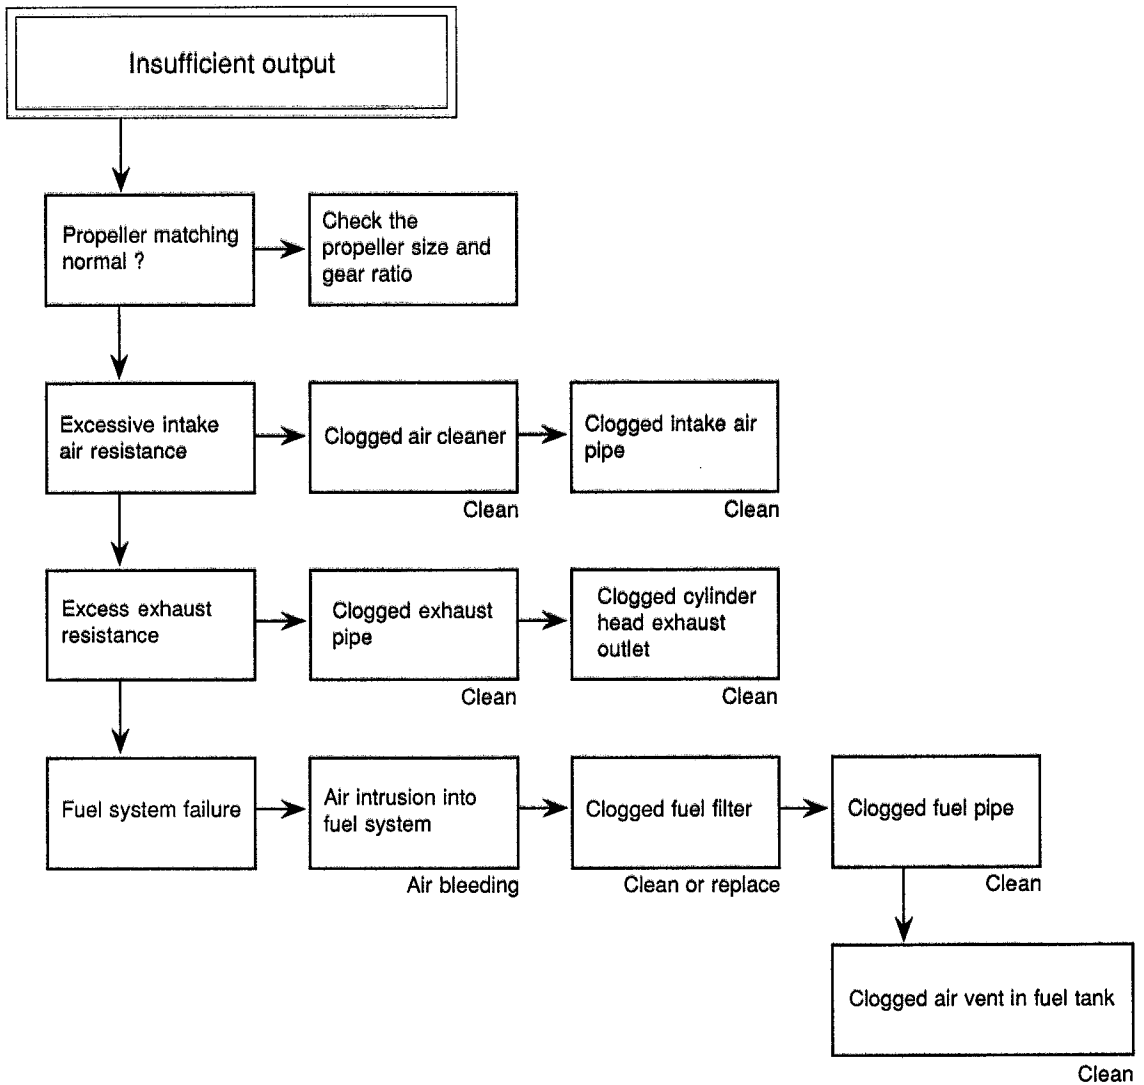 Insufficient output
Propeller matching
normal ?
Check the
propeller size and
gear ratio
Excessive intake
air resistance
Clogged air cleaner
Clean
Clogged intake air
pipe
Clean
Excess exhaust
resistance
Clogged exhaust
pipe
Clean
Clogged cylinder
head exhaust
outlet
Clean
Fuel system failure
Air intrusion into
fuel system
Air bleeding
Clogged fuel filter
Clean or replace
Clogged fuel pipe
Clean
Clogged air vent in fuel tank
Clean